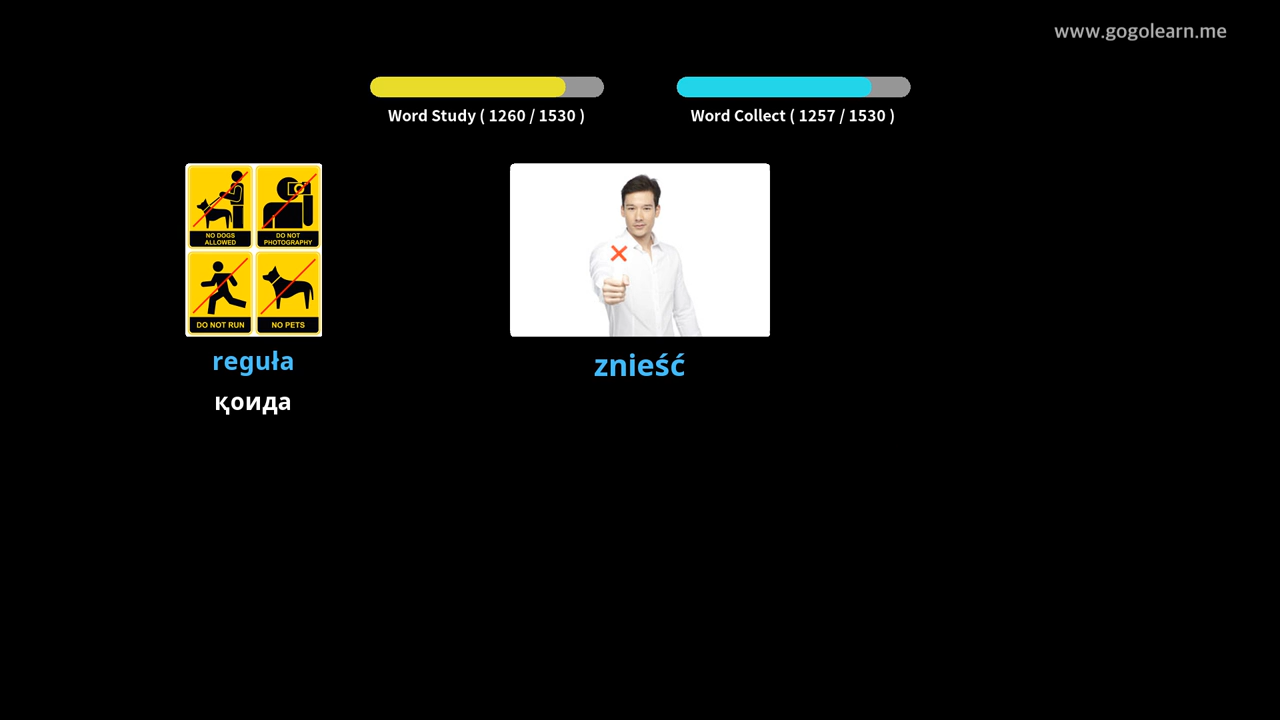 www.gogolearn.me
Word Study ( 1260 / 1530 )
Word Collect ( 1257 / 1530 )
NO DOGS
ALLOWED
DO NOT
PHOTOGRAPHY
DO NOT RUN
NO PETS
reguła
қоида
znieść